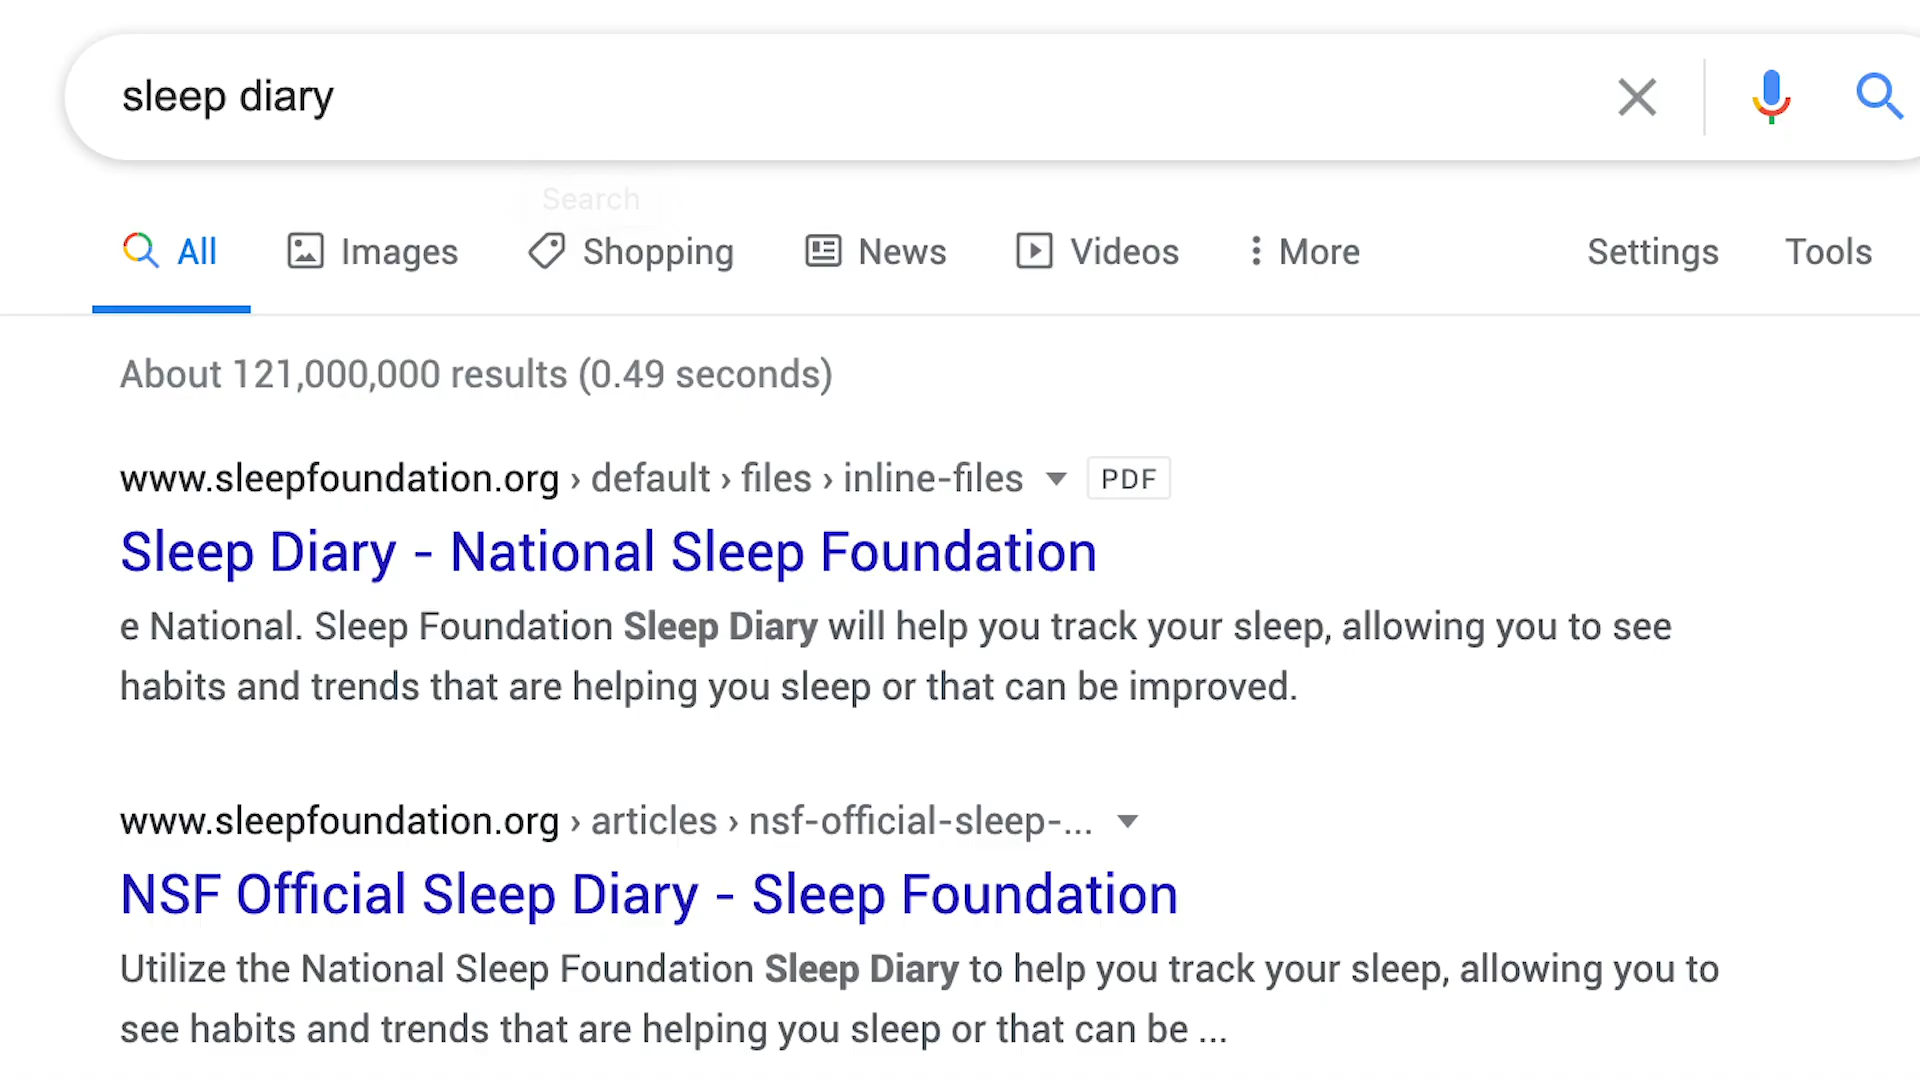 sleep diary
Search
All Images Shopping News Videos More Settings Tools
About 121,000,000 results (0.49 seconds)
www.sleepfoundation.org › default › files › inline-files PDF
Sleep Diary - National Sleep Foundation
e National. Sleep Foundation Sleep Diary will help you track your sleep, allowing you to see
habits and trends that are helping you sleep or that can be improved.
www.sleepfoundation.org › articles › nsf-official-sleep-...
NSF Official Sleep Diary - Sleep Foundation
Utilize the National Sleep Foundation Sleep Diary to help you track your sleep, allowing you to
see habits and trends that are helping you sleep or that can be ...